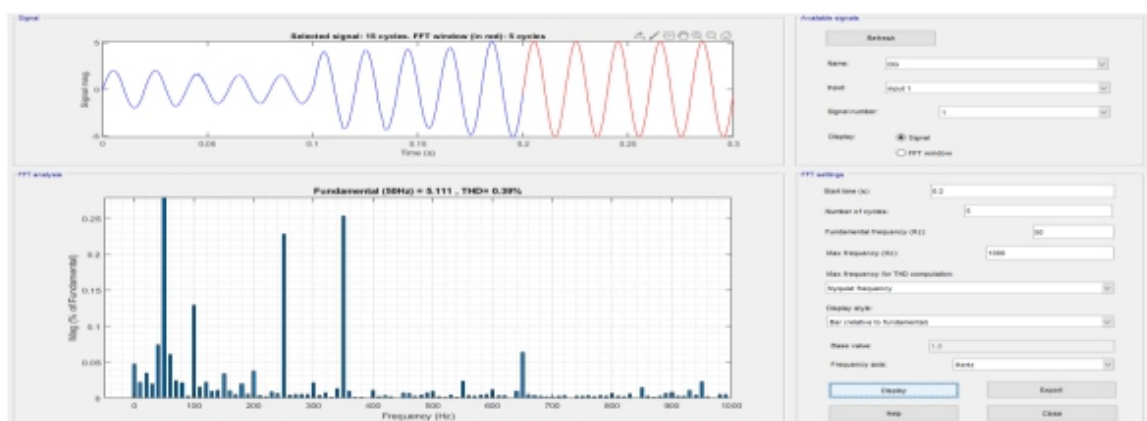 Signal
Selected signal: 15 cycles. FFT window (in red): 5 cycles
5
0
-5
Signal mag.
0
0.05
0.1
0.15
0.2
0.25
0.3
Time (s)
FFT analysis
Fundamental (50Hz) = 5.111 , THD= 0.39%
0.25
0.2
0.15
0.1
0.05
0
Mag (% of Fundamental)
0
100
200
300
400
500
600
700
800
900
1000
Frequency (Hz)
Available signals
Refresh
Name:
Input:
input 1
Signal number:
1
Display:
Signal
FFT window
FFT settings
Start time (s):
0.2
Number of cycles:
5
Fundamental frequency (Hz):
50
Max frequency (Hz):
1000
Max frequency for THD computation:
Nyquist frequency
Display style:
Bar (relative to fundamental)
Base value:
1.0
Frequency axis:
Hertz
Display
Export
Help
Close